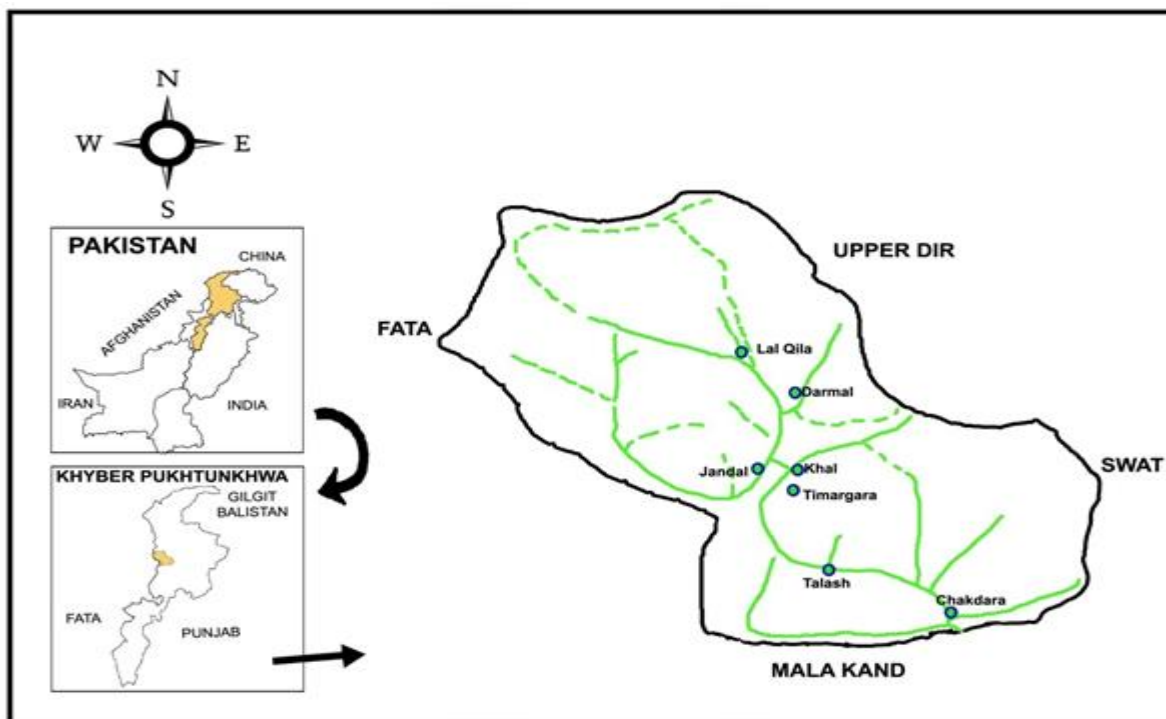 N
W
E
S
PAKISTAN
CHINA
AFGHANISTAN
IRAN
INDIA
KHYBER PUKHTUNKHWA
GILGIT
BALISTAN
FATA
PUNJAB
UPPER DIR
FATA
Lal Qila
Darmal
SWAT
Jandal
Khal
Timargara
Talash
Chakdara
MALA KAND